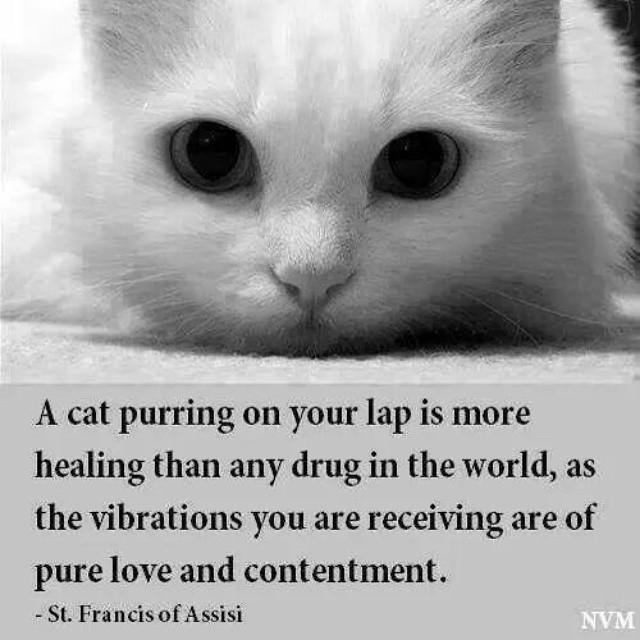 A cat purring on your lap is more
healing than any drug in the world, as
the vibrations you are receiving are of
pure love and contentment.
- St. Francis of Assisi
NVM